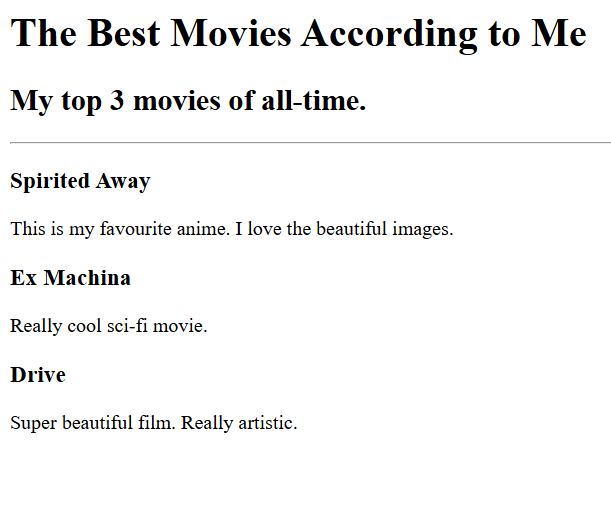 The Best Movies According to Me
My top 3 movies of all-time.
Spirited Away
This is my favourite anime. I love the beautiful images.
Ex Machina
Really cool sci-fi movie.
Drive
Super beautiful film. Really artistic.